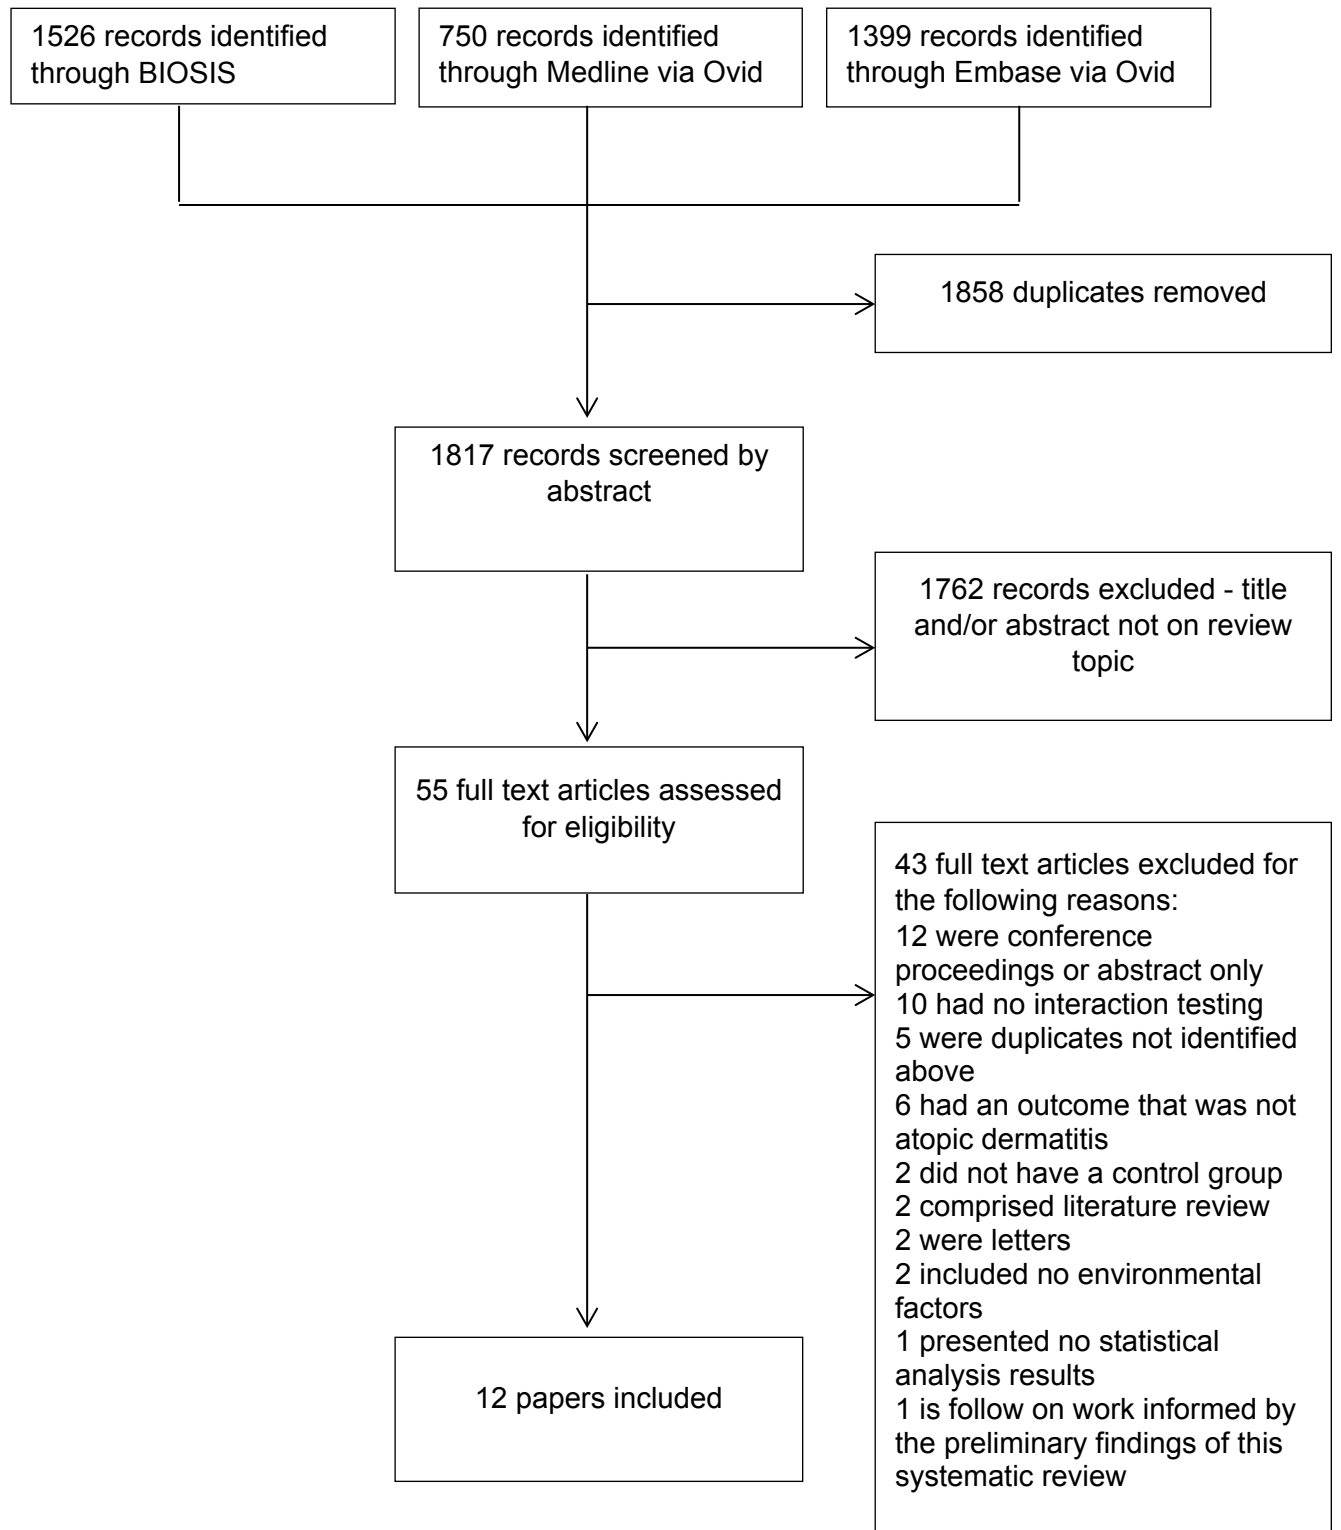 1526 records identified
through BIOSIS
750 records identified
through Medline via Ovid
1399 records identified
through Embase via Ovid
1858 duplicates removed
1817 records screened by
abstract
1762 records excluded - title
and/or abstract not on review
topic
55 full text articles assessed
for eligibility
43 full text articles excluded for
the following reasons:
12 were conference
proceedings or abstract only
10 had no interaction testing
5 were duplicates not identified
above
6 had an outcome that was not
atopic dermatitis
2 did not have a control group
2 comprised literature review
2 were letters
2 included no environmental
factors
1 presented no statistical
analysis results
1 is follow on work informed by
the preliminary findings of this
systematic review
12 papers included